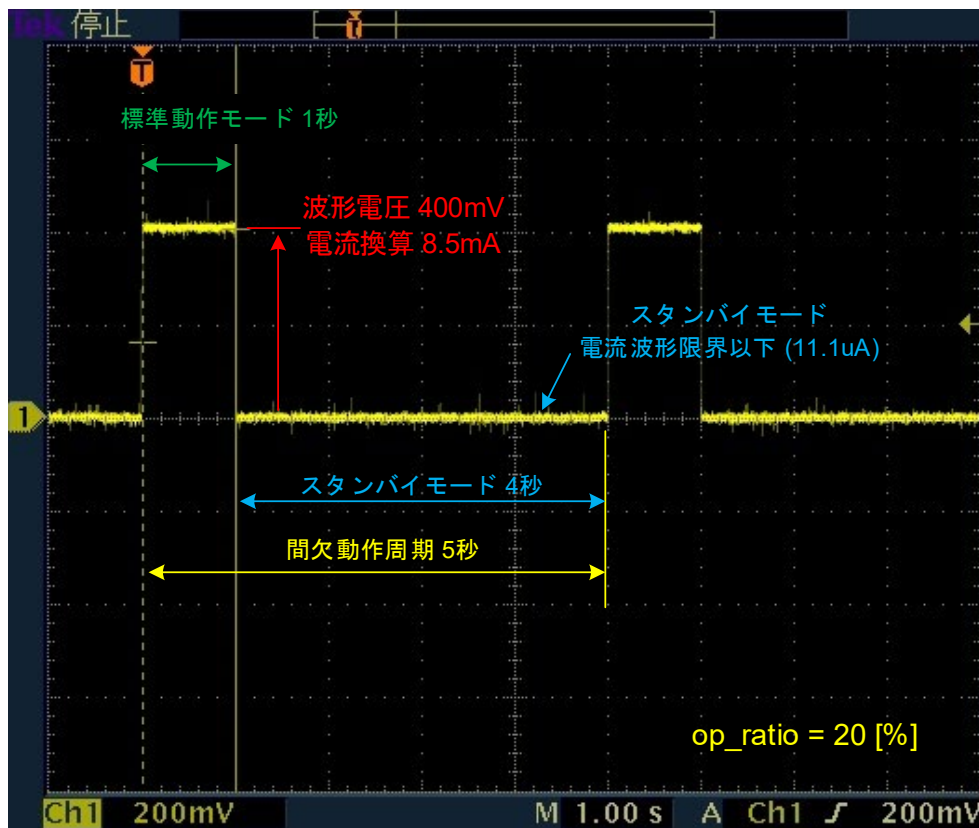 Tek 停止
T
T
標準動作モード 1秒
波形電圧 400mV
電流換算 8.5mA
スタンバイモード
電流波形限界以下 (11.1uA)
1
スタンバイモード 4秒
間欠動作周期 5秒
op_ratio = 20 [%]
Ch1 200mV M 1.00 s A Ch1 200mV